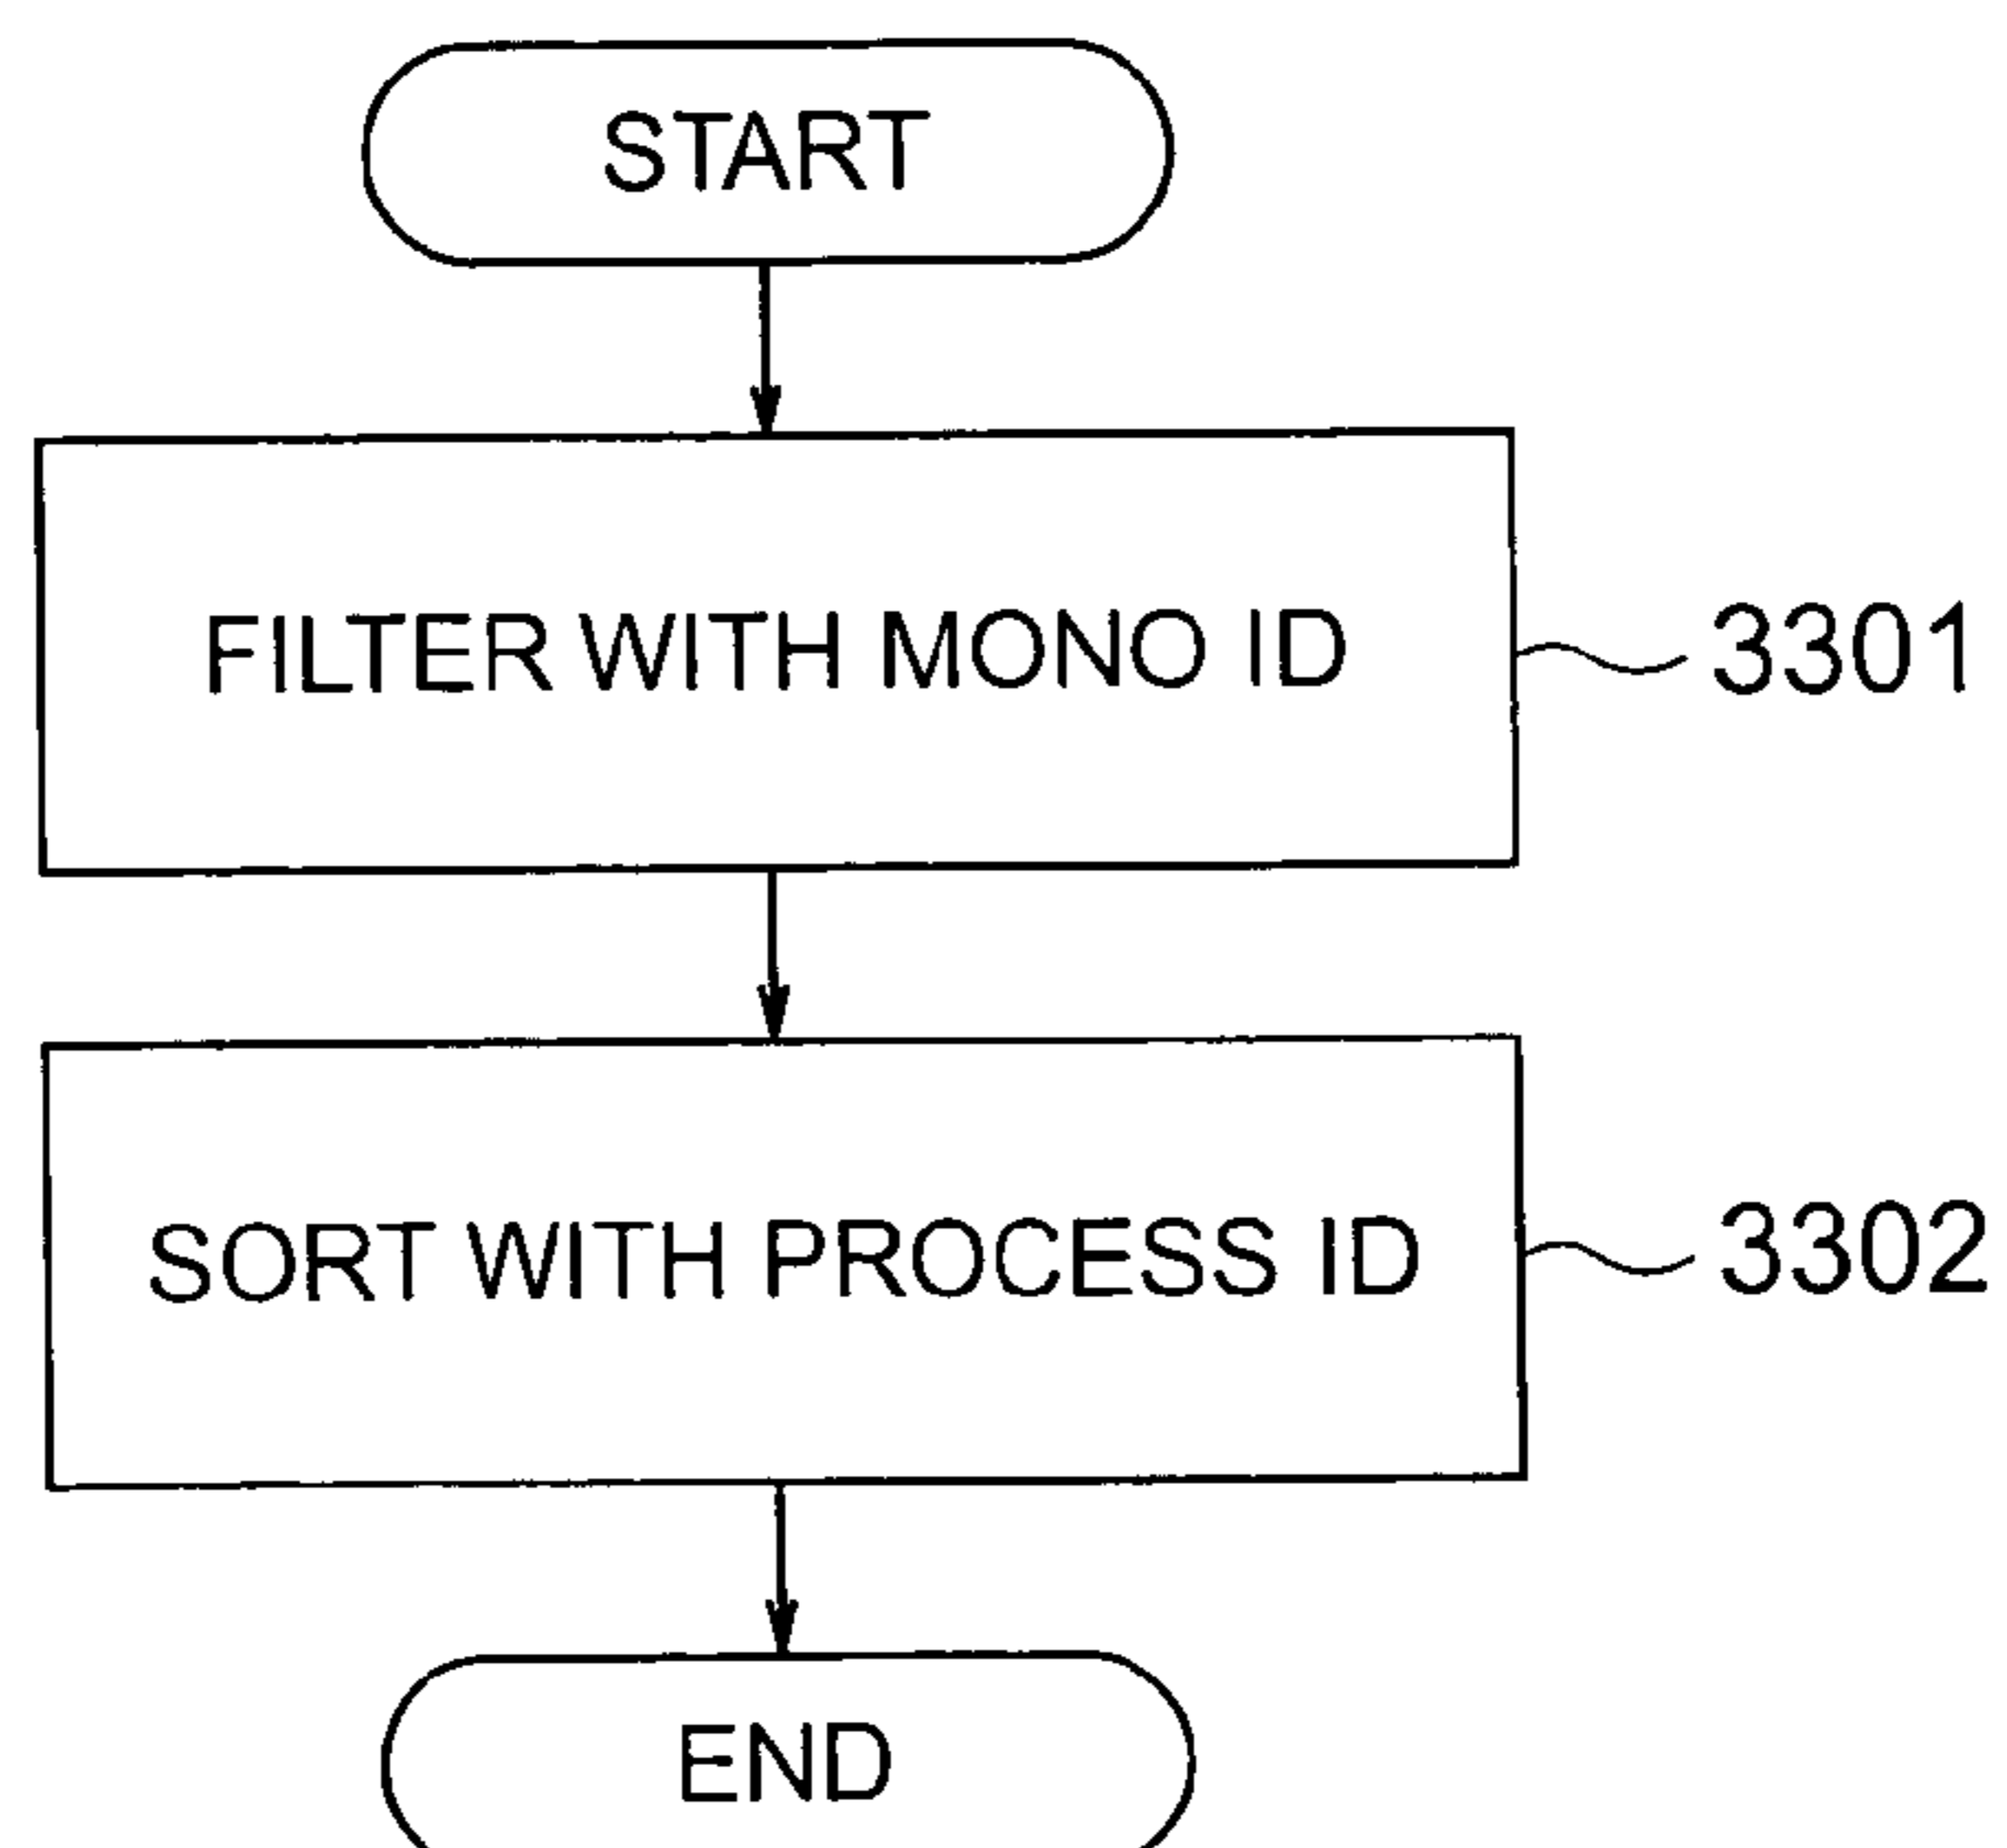 START
FILTER WITH MONO ID
3301
SORT WITH PROCESS ID
3302
END